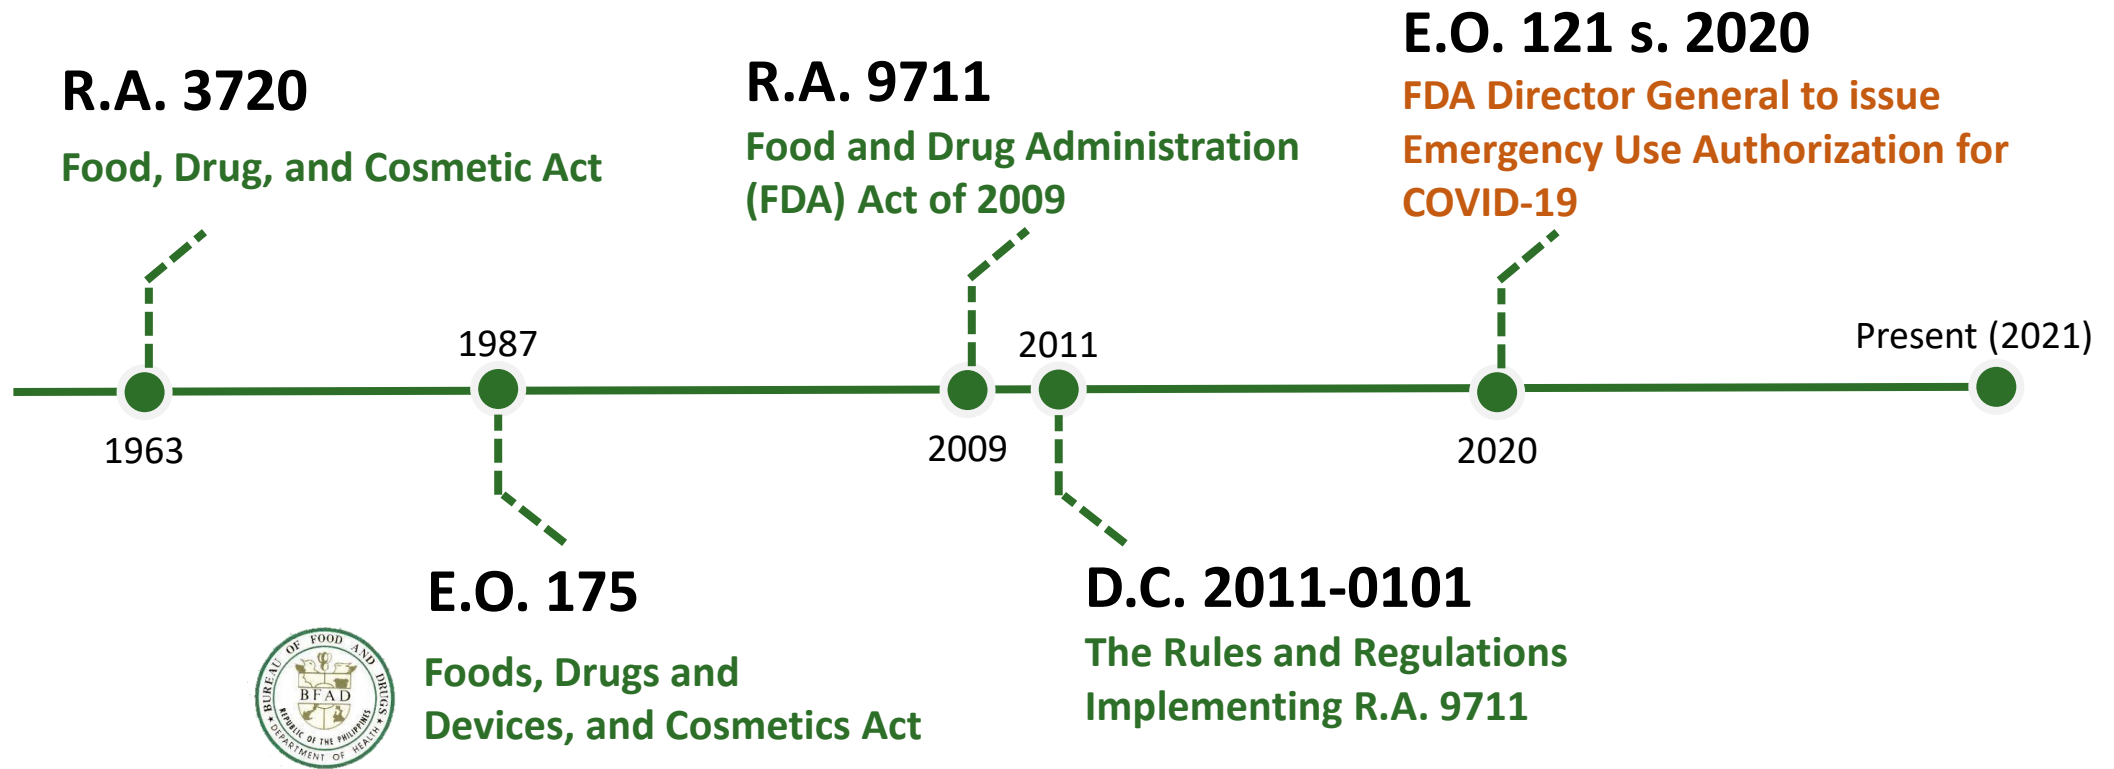 R.A. 3720
Food, Drug, and Cosmetic Act
R.A. 9711
Food and Drug Administration
(FDA) Act of 2009
E.O. 121 s. 2020
FDA Director General to issue
Emergency Use Authorization for
COVID-19
1963
1987
2009
2011
2020
Present (2021)
E.O. 175
Foods, Drugs and
Devices, and Cosmetics Act
BUREAU OF FOOD AND DRUGS
BFAD
REPUBLIC OF THE PHILIPPINES
DEPARTMENT OF HEALTH
D.C. 2011-0101
The Rules and Regulations
Implementing R.A. 9711